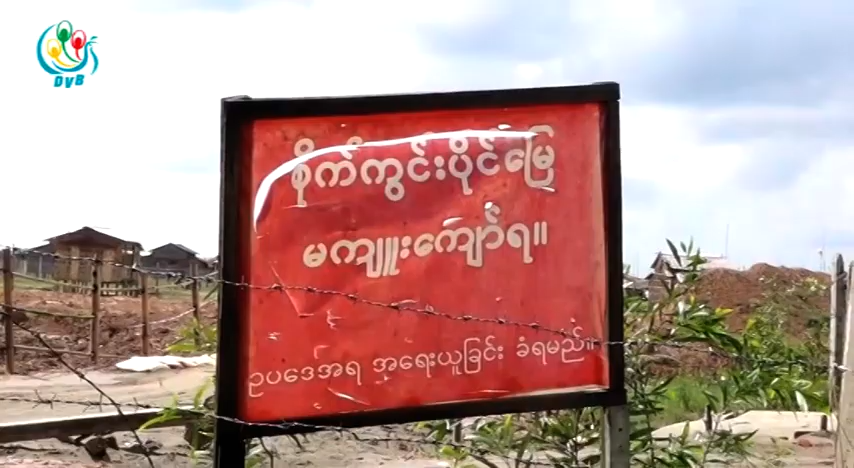 DVB
စိုက်ကွင်းပိုင်မြေ
မကျူးကျော်ရ။
ဥပဒေအရ အရေးယူခြင်း ခံရမည်။